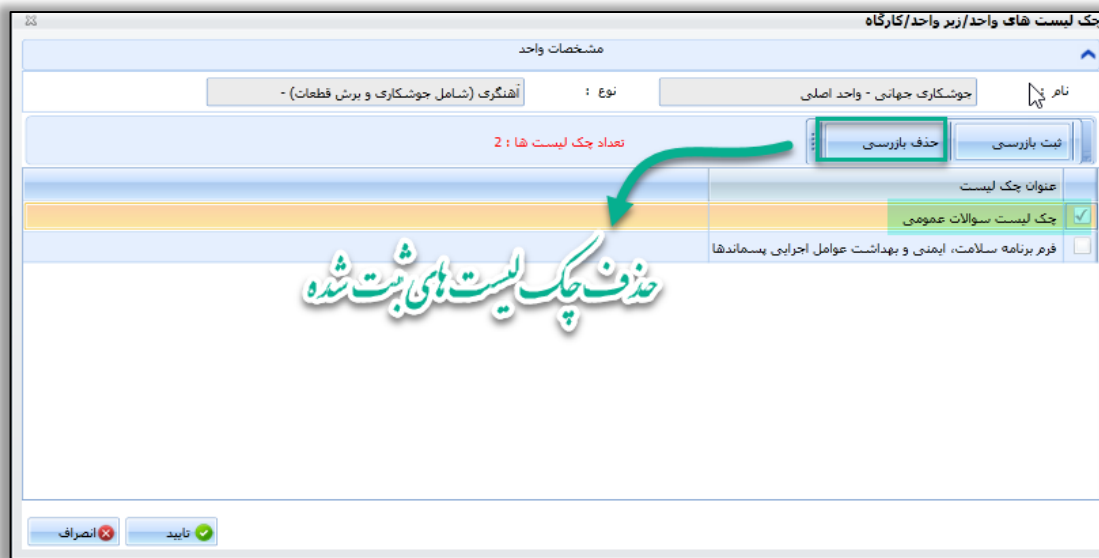 چک لیست های واحد/زیر واحد/کارگاه
مشخصات واحد
نام :
جوشکاری جهانی - واحد اصلی
نوع :
آهنگری (شامل جوشکاری و برش قطعات) -
ثبت بازرسی
حذف بازرسی
تعداد چک لیست ها : 2
عنوان چک لیست
چک لیست سوالات عمومی
فرم برنامه سلامت، ایمنی و بهداشت عوامل اجرایی پسماندها
حذف چک لیست های ثبت شده
تایید
انصراف